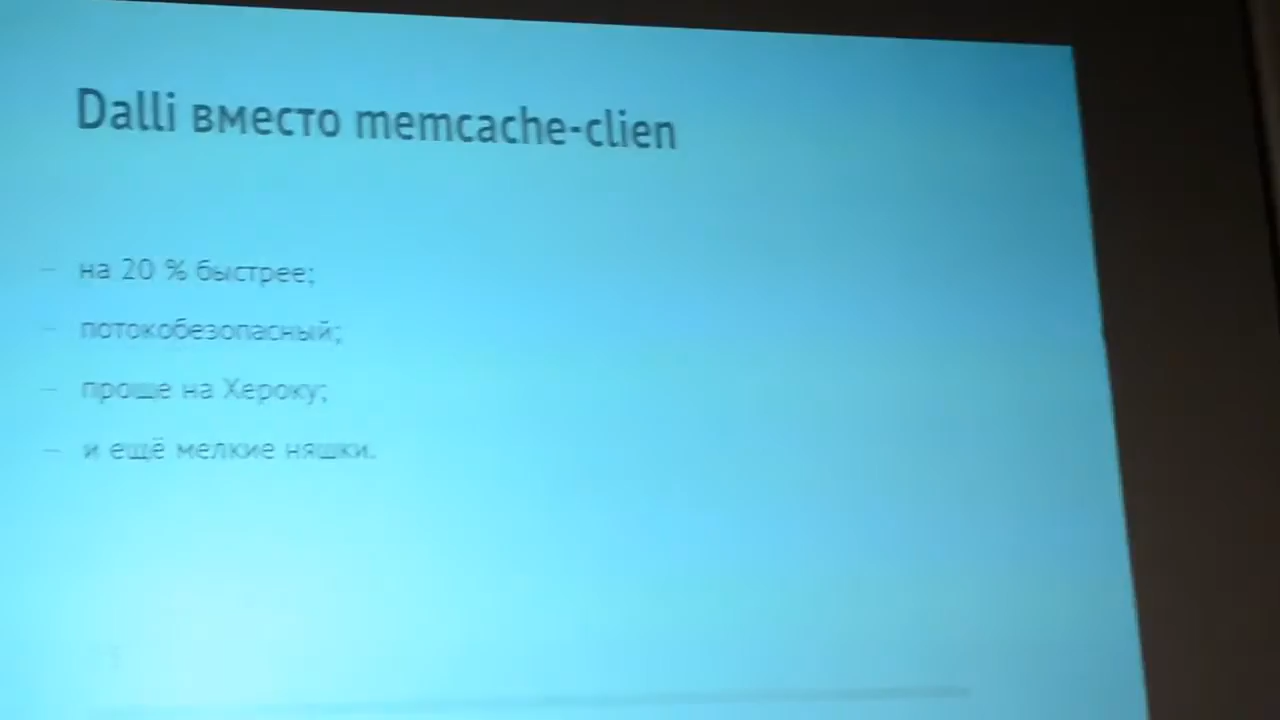 Dalli вместо memcache-clien
– на 20 % быстрее;
– потокобезопасный;
– проще на Хероку;
– и ещё мелкие няшки.